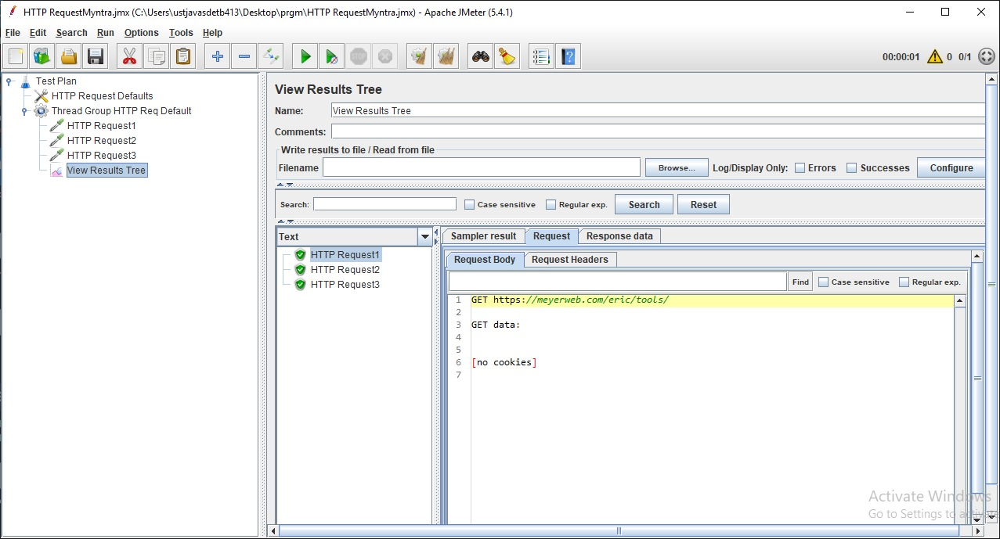 HTTP RequestMyntra.jmx (C:\Users\ustjavasdetb413\Desktop\prgm\HTTP RequestMyntra.jmx) - Apache JMeter (5.4.1)
File Edit Search Run Options Tools Help
STOP 00:00:01 0 0/1
Test Plan
HTTP Request Defaults
Thread Group HTTP Req Default
HTTP Request1
HTTP Request2
HTTP Request3
View Results Tree
View Results Tree
Name: View Results Tree
Comments:
Write results to file / Read from file
Filename Browse... Log/Display Only: Errors Successes Configure
Search: Case sensitive Regular exp. Search Reset
Text
HTTP Request1
HTTP Request2
HTTP Request3
Sampler result Request Response data
Request Body Request Headers
Find Case sensitive Regular exp.
1 GET https://meyerweb.com/eric/tools/
2
3 GET data:
4
5
6 [no cookies]
7
Activate Windows
Go to Settings to activate